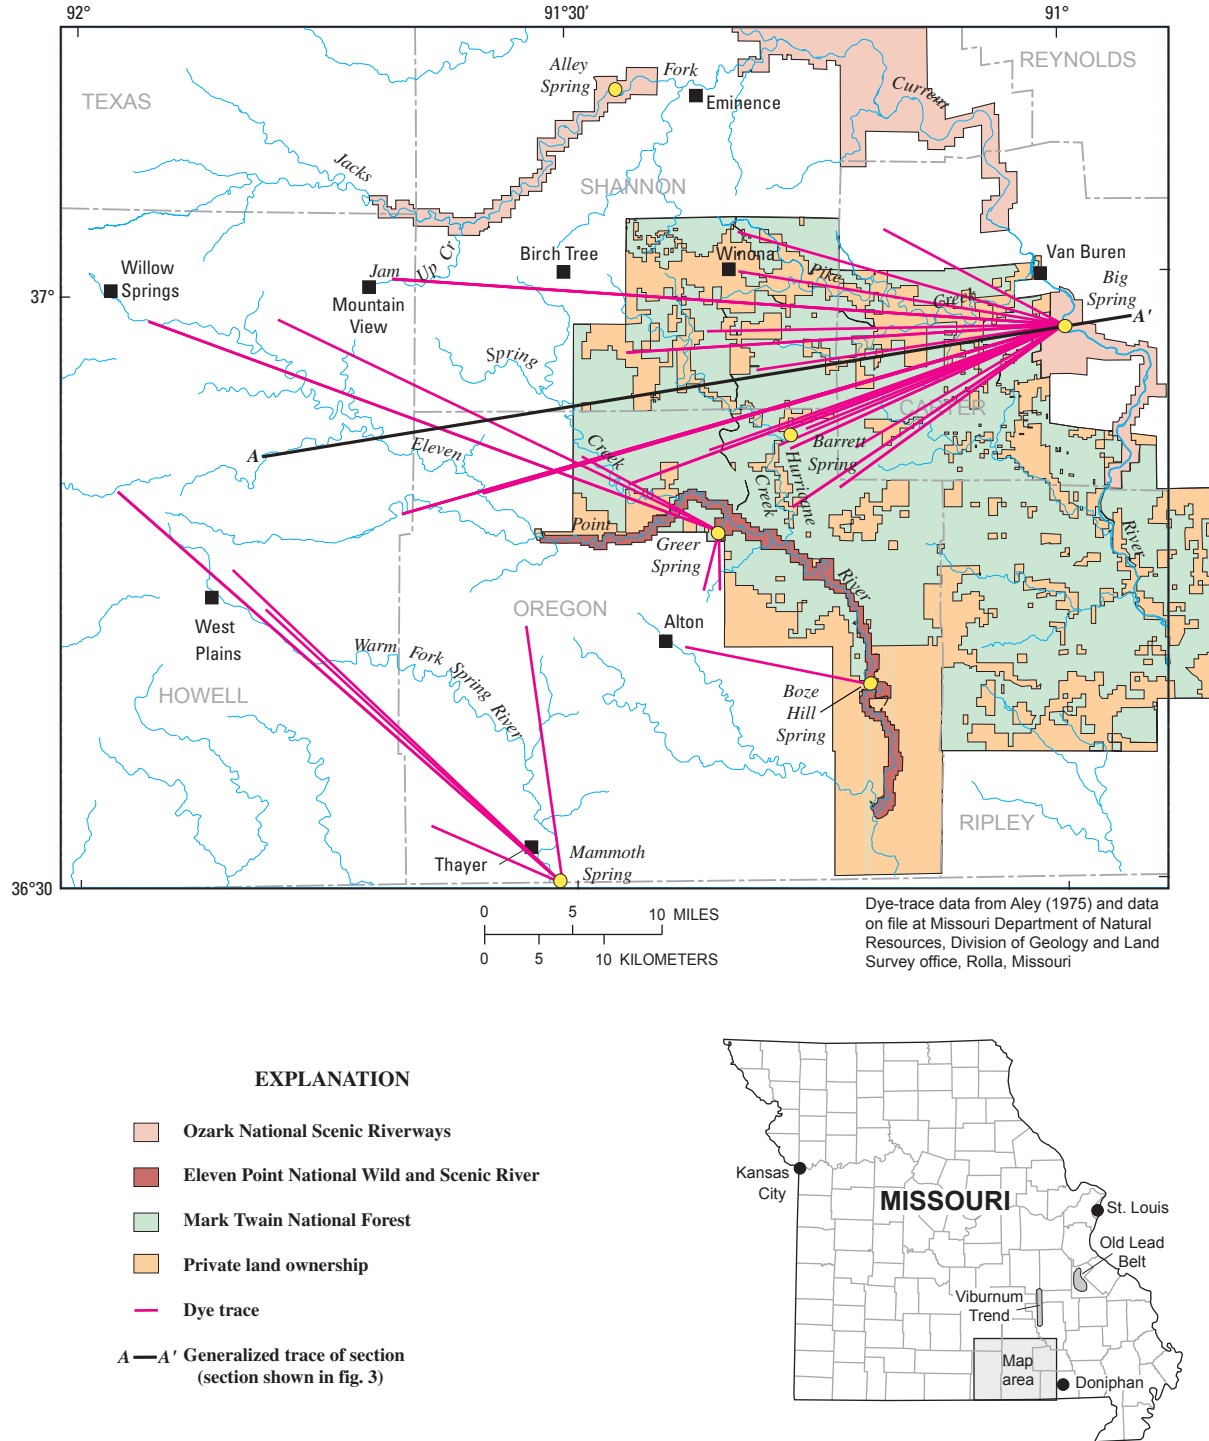 92°
91°30′
91°
TEXAS
Alley
Spring
Fork
Eminence
Current
REYNOLDS
Jacks
SHANNON
Willow
Springs
Jam
Up Cr
Mountain
View
Birch Tree
Winona
Pike
Creek
Van Buren
Big
Spring
A'
37°
Spring
CARTER
A
Eleven
Creek
Barrett
Spring
Hurricane
Creek
Point
Greer
Spring
River
River
West
Plains
OREGON
Alton
Warm Fork Spring River
HOWELL
Boze
Hill
Spring
RIPLEY
Thayer
Mammoth
Spring
36°30
0 5 10 MILES
0 5 10 KILOMETERS
Dye-trace data from Aley (1975) and data
on file at Missouri Department of Natural
Resources, Division of Geology and Land
Survey office, Rolla, Missouri
EXPLANATION
Ozark National Scenic Riverways
Eleven Point National Wild and Scenic River
Mark Twain National Forest
Private land ownership
Dye trace
A A' Generalized trace of section
(section shown in fig. 3)
Kansas
City
MISSOURI
St. Louis
Old Lead
Belt
Viburnum
Trend
Map
area
Doniphan